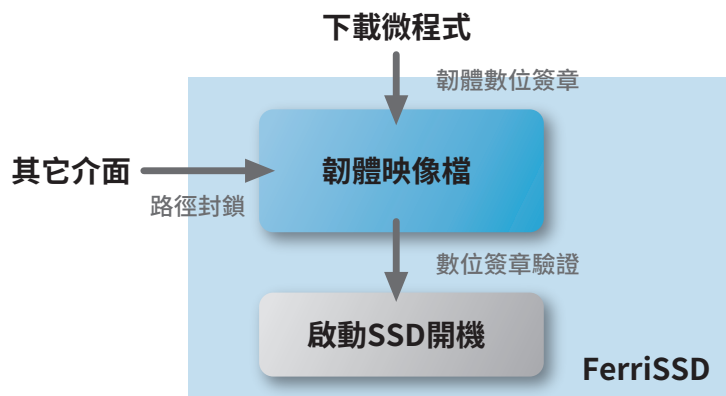 下載微程式
韌體數位簽章
其它介面
韌體映像檔
路徑封鎖
數位簽章驗證
啟動SSD開機
FerriSSD